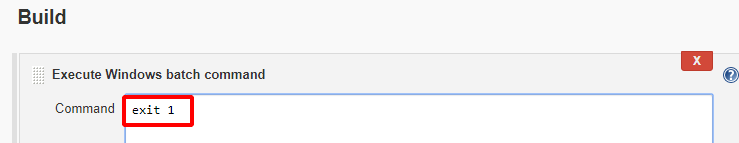 Build
Execute Windows batch command
X
?
Command
exit 1